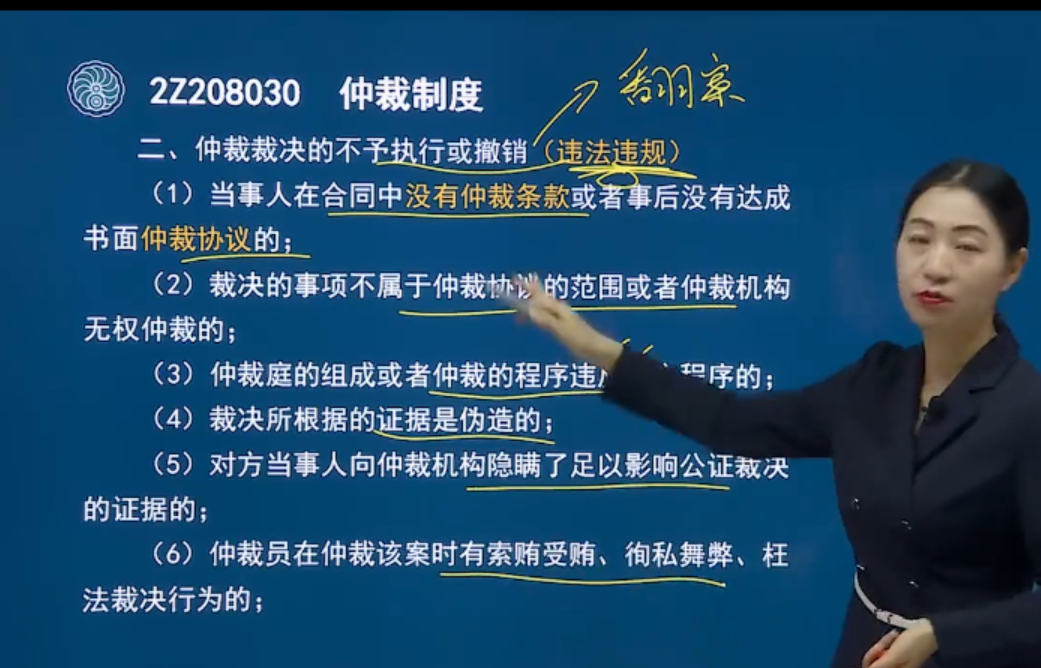 2Z208030 仲裁制度
翻案
二、仲裁裁决的不予执行或撤销（违法违规）
（1）当事人在合同中没有仲裁条款或者事后没有达成
书面仲裁协议的；
（2）裁决的事项不属于仲裁协议的范围或者仲裁机构
无权仲裁的；
（3）仲裁庭的组成或者仲裁的程序违 程序的；
（4）裁决所根据的证据是伪造的；
（5）对方当事人向仲裁机构隐瞒了足以影响公证裁决
的证据的；
（6）仲裁员在仲裁该案时有索贿受贿、徇私舞弊、枉
法裁决行为的；